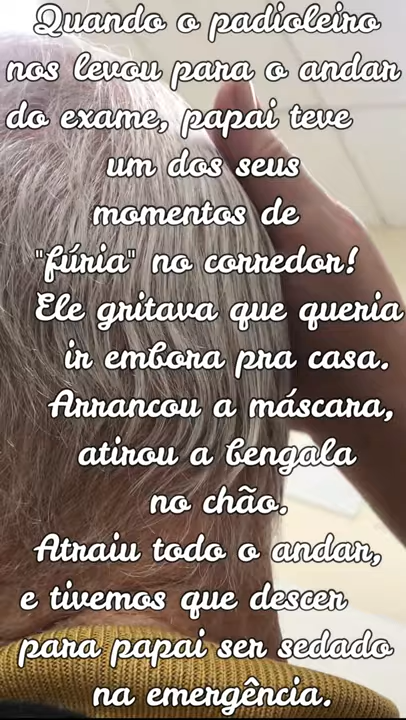 Quando o padioleiro
nos levou para o andar
do exame, papai teve
um dos seus
momentos de
"fúria" no corredor!
Ele gritava que queria
ir embora pra casa.
Arrancou a máscara,
atirou a bengala
no chão.
Atraiu todo o andar,
e tivemos que descer
para papai ser sedado
na emergência.